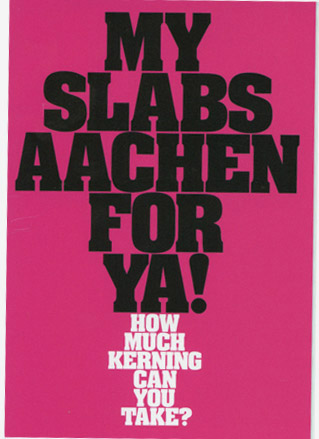 MY
SLABS
AACHEN
FOR
YA!
HOW
MUCH
KERNING
CAN
YOU
TAKE?